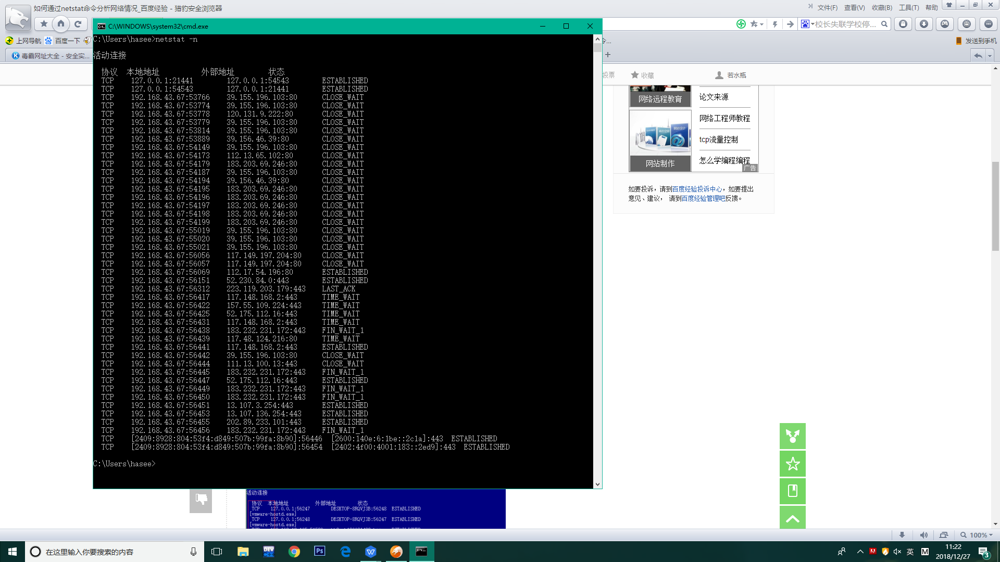 如何通过netstat命令分析网络情况_百度经验 - 猎豹安全浏览器
文件(F) 查看(V) 收藏(B) 工具(T) 帮助
校长失联学校停...
上网导航 百度一下
发送到手机
毒霸网址大全 - 安全实...
C:\WINDOWS\system32\cmd.exe
C:\Users\hasee>netstat -n
活动连接
协议 本地地址 外部地址 状态
TCP 127.0.0.1:21441 127.0.0.1:54543 ESTABLISHED
TCP 127.0.0.1:54543 127.0.0.1:21441 ESTABLISHED
TCP 192.168.43.67:53766 39.155.196.103:80 CLOSE_WAIT
TCP 192.168.43.67:53774 39.155.196.103:80 CLOSE_WAIT
TCP 192.168.43.67:53778 120.131.9.222:80 CLOSE_WAIT
TCP 192.168.43.67:53779 39.155.196.103:80 CLOSE_WAIT
TCP 192.168.43.67:53814 39.155.196.103:80 CLOSE_WAIT
TCP 192.168.43.67:53889 39.156.46.39:80 CLOSE_WAIT
TCP 192.168.43.67:54149 39.155.196.103:80 CLOSE_WAIT
TCP 192.168.43.67:54173 112.13.65.102:80 CLOSE_WAIT
TCP 192.168.43.67:54179 183.203.69.246:80 CLOSE_WAIT
TCP 192.168.43.67:54187 39.155.196.103:80 CLOSE_WAIT
TCP 192.168.43.67:54194 39.156.46.39:80 CLOSE_WAIT
TCP 192.168.43.67:54195 183.203.69.246:80 CLOSE_WAIT
TCP 192.168.43.67:54196 183.203.69.246:80 CLOSE_WAIT
TCP 192.168.43.67:54197 183.203.69.246:80 CLOSE_WAIT
TCP 192.168.43.67:54198 183.203.69.246:80 CLOSE_WAIT
TCP 192.168.43.67:54199 183.203.69.246:80 CLOSE_WAIT
TCP 192.168.43.67:55019 39.155.196.103:80 CLOSE_WAIT
TCP 192.168.43.67:55020 39.155.196.103:80 CLOSE_WAIT
TCP 192.168.43.67:55021 39.155.196.103:80 CLOSE_WAIT
TCP 192.168.43.67:56056 117.149.197.204:80 CLOSE_WAIT
TCP 192.168.43.67:56057 117.149.197.204:80 CLOSE_WAIT
TCP 192.168.43.67:56069 112.17.54.196:80 ESTABLISHED
TCP 192.168.43.67:56151 52.230.84.0:443 ESTABLISHED
TCP 192.168.43.67:56312 223.119.203.179:443 LAST_ACK
TCP 192.168.43.67:56417 117.148.168.2:443 TIME_WAIT
TCP 192.168.43.67:56422 157.55.109.224:443 TIME_WAIT
TCP 192.168.43.67:56425 52.175.112.16:443 TIME_WAIT
TCP 192.168.43.67:56431 117.148.168.2:443 TIME_WAIT
TCP 192.168.43.67:56438 183.232.231.172:443 FIN_WAIT_1
TCP 192.168.43.67:56439 117.48.124.216:80 TIME_WAIT
TCP 192.168.43.67:56441 117.148.168.2:443 ESTABLISHED
TCP 192.168.43.67:56442 39.155.196.103:80 CLOSE_WAIT
TCP 192.168.43.67:56444 111.13.100.13:443 CLOSE_WAIT
TCP 192.168.43.67:56445 183.232.231.172:443 FIN_WAIT_1
TCP 192.168.43.67:56447 52.175.112.16:443 ESTABLISHED
TCP 192.168.43.67:56449 183.232.231.172:443 FIN_WAIT_1
TCP 192.168.43.67:56450 183.232.231.172:443 FIN_WAIT_1
TCP 192.168.43.67:56451 13.107.3.254:443 ESTABLISHED
TCP 192.168.43.67:56453 13.107.136.254:443 ESTABLISHED
TCP 192.168.43.67:56455 202.89.233.101:443 ESTABLISHED
TCP 192.168.43.67:56456 183.232.231.172:443 FIN_WAIT_1
TCP [2409:8928:804:53f4:d849:507b:99fa:8b90]:56446 [2600:140e:6:1be::2c1a]:443 ESTABLISHED
TCP [2409:8928:804:53f4:d849:507b:99fa:8b90]:56454 [2402:4f00:4001:183::2ed9]:443 ESTABLISHED
C:\Users\hasee>
投票 收藏 若水瓶
网络远程教育
论文来源
网络工程师教程
tcp流量控制
网站制作
怎么学编程编程
广告
如要投诉，请到百度经验投诉中心，如要提出
意见、建议， 请到百度经验管理吧反馈。
活动连接
协议 本地地址 外部地址 状态
TCP 127.0.0.1:56247 DESKTOP-8RQVJ3B:56248 ESTABLISHED
[vmware-hostd.exe]
TCP 127.0.0.1:56248 DESKTOP-8RQVJ3B:56247 ESTABLISHED
[vmware-hostd.exe]
100%
在这里输入你要搜索的内容
DEV
Ps
英
M
11:22
2018/12/27
3